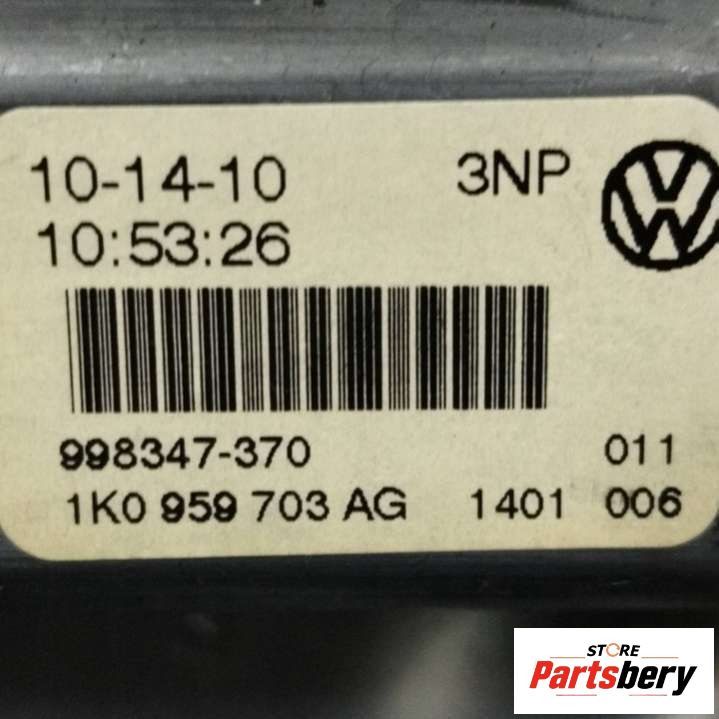 10-14-10 3NP
10:53:26
998347-370 011
1K0 959 703 AG 1401 006
STORE
Partsbery